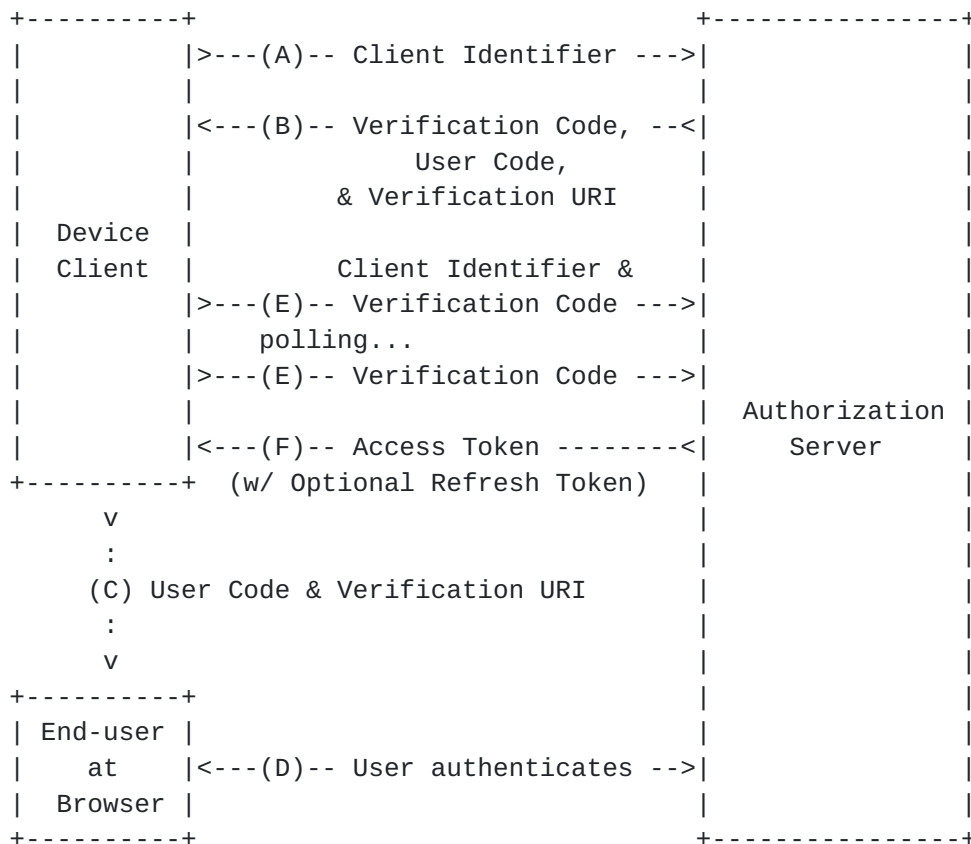 +----------+                                +----------------+
|          |>---(A)-- Client Identifier --->|                |
|          |                                |                |
|          |<---(B)-- Verification Code, --<|                |
|          |              User Code,        |                |
|          |         & Verification URI     |                |
|  Device  |                                |                |
|  Client  |         Client Identifier &    |                |
|          |>---(E)-- Verification Code --->|                |
|          |    polling...                  |                |
|          |>---(E)-- Verification Code --->|                |
|          |                                |  Authorization |
|          |<---(F)-- Access Token --------<|     Server     |
+----------+  (w/ Optional Refresh Token)   |                |
      v                                     |                |
      :                                     |                |
     (C) User Code & Verification URI       |                |
      :                                     |                |
      v                                     |                |
+----------+                                |                |
| End-user |                                |                |
|    at    |<---(D)-- User authenticates -->|                |
|  Browser |                                |                |
+----------+                                +----------------+